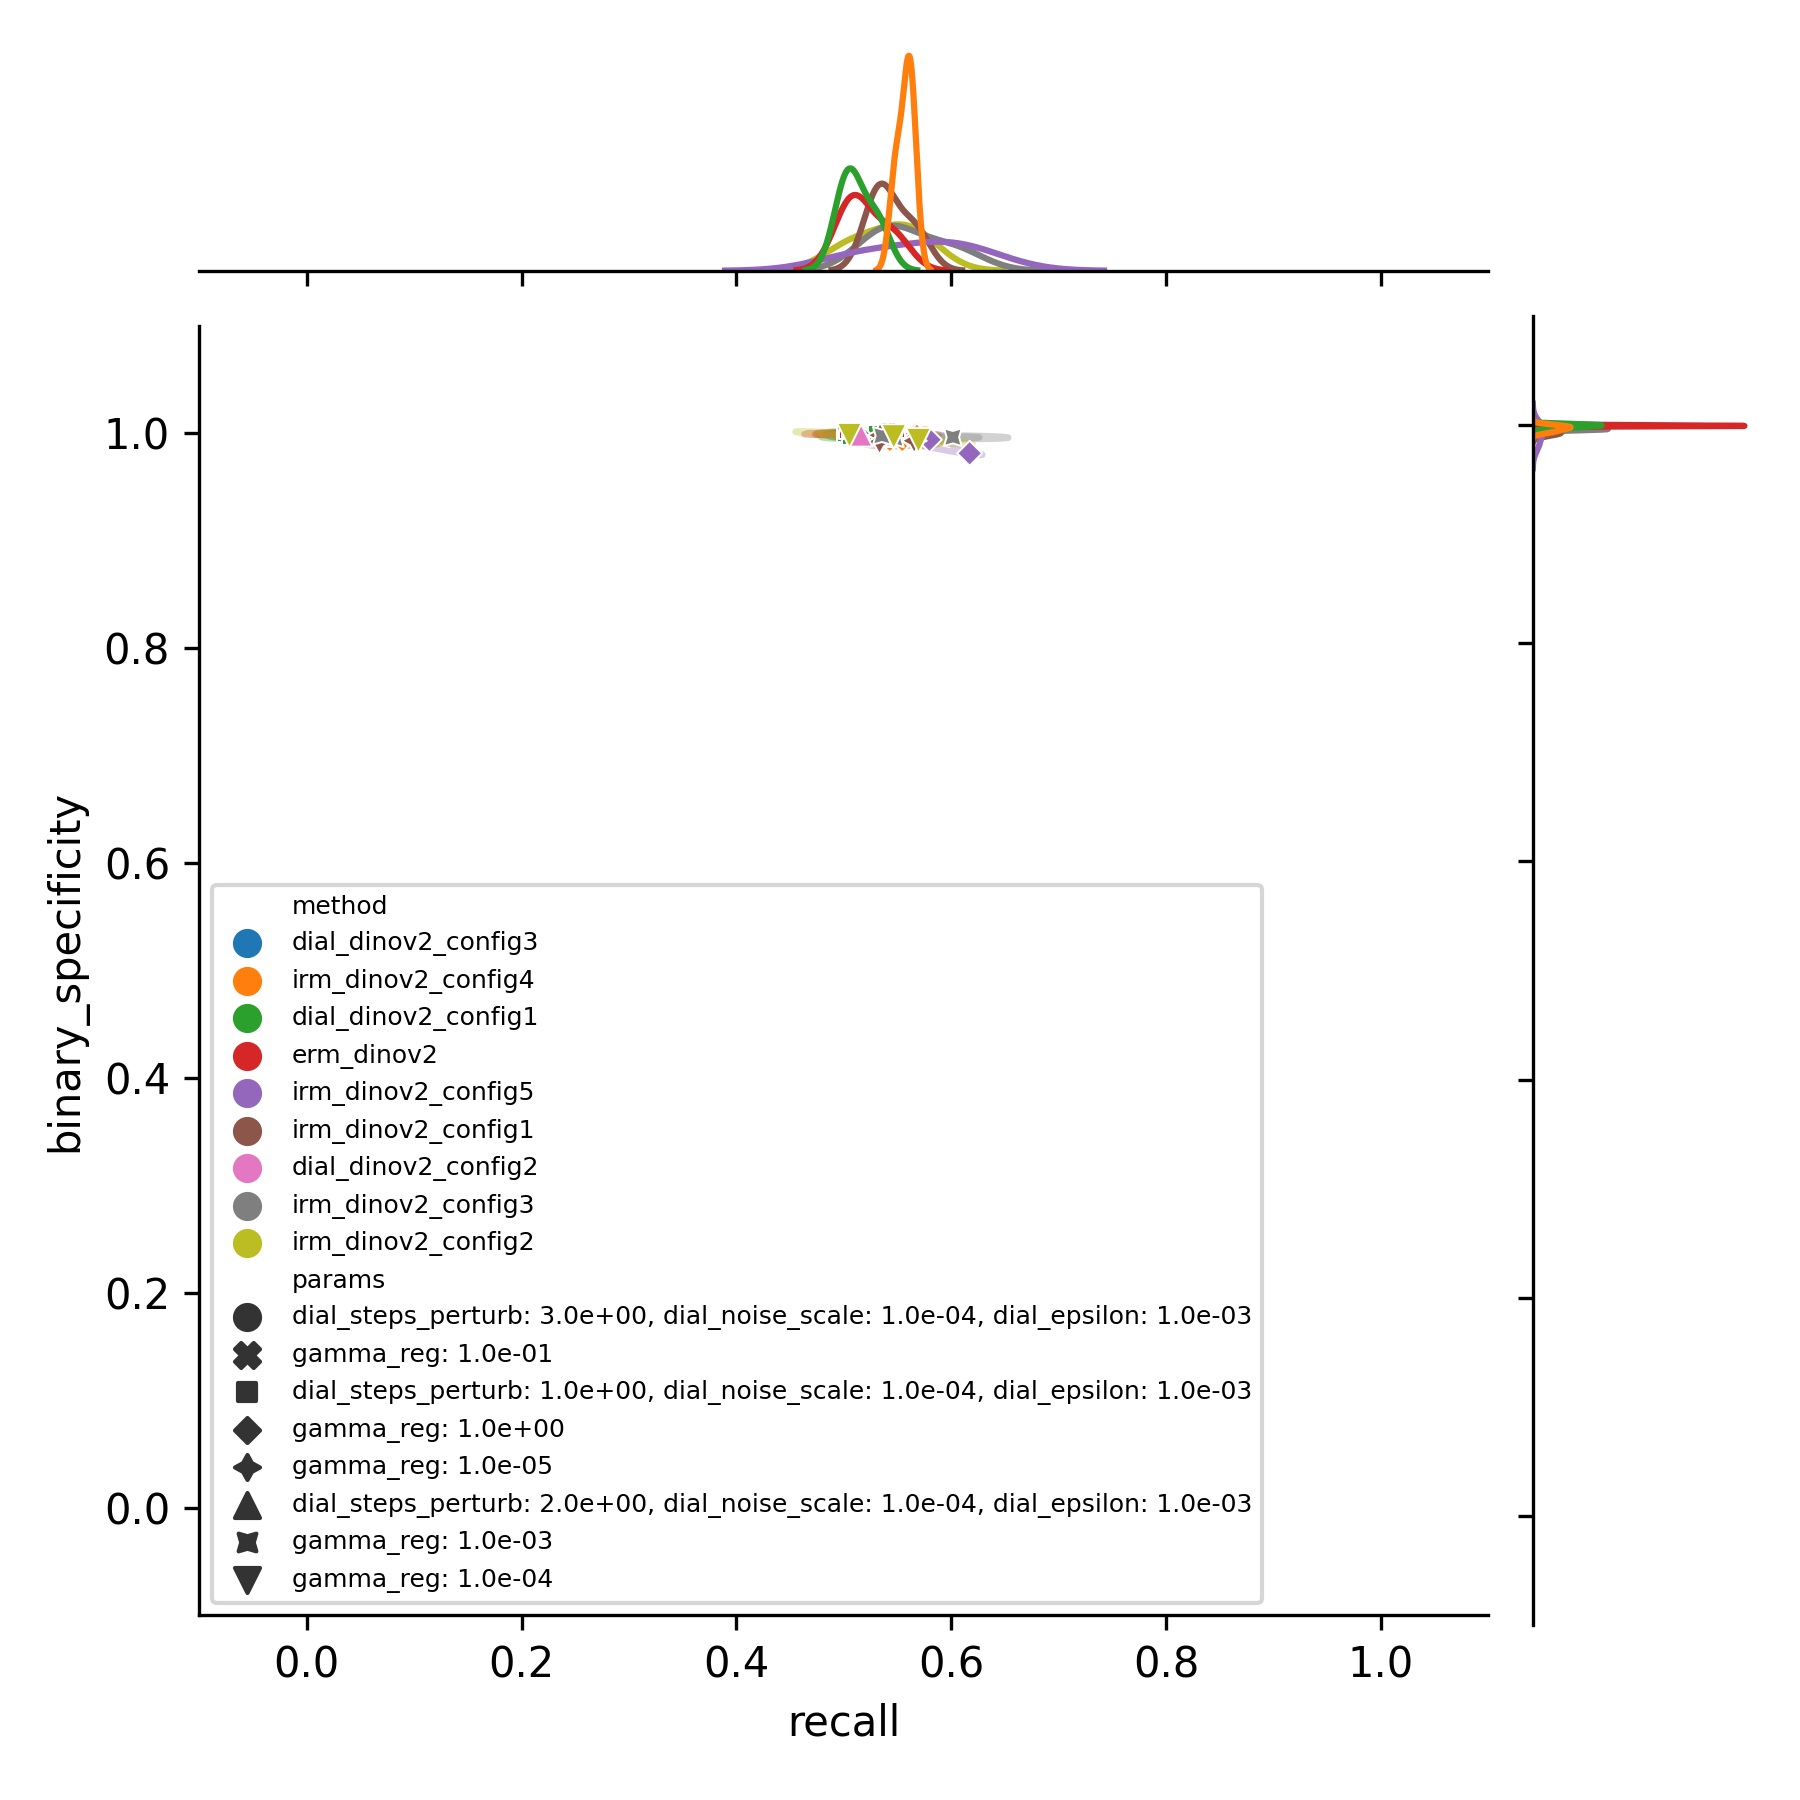 1.0
0.8
0.6
0.4
0.2
0.0
binary_specificity
method
dial_dinov2_config3
irm_dinov2_config4
dial_dinov2_config1
erm_dinov2
irm_dinov2_config5
irm_dinov2_config1
dial_dinov2_config2
irm_dinov2_config3
irm_dinov2_config2
params
dial_steps_perturb: 3.0e+00, dial_noise_scale: 1.0e-04, dial_epsilon: 1.0e-03
gamma_reg: 1.0e-01
dial_steps_perturb: 1.0e+00, dial_noise_scale: 1.0e-04, dial_epsilon: 1.0e-03
gamma_reg: 1.0e+00
gamma_reg: 1.0e-05
dial_steps_perturb: 2.0e+00, dial_noise_scale: 1.0e-04, dial_epsilon: 1.0e-03
gamma_reg: 1.0e-03
gamma_reg: 1.0e-04
0.0 0.2 0.4 0.6 0.8 1.0
recall